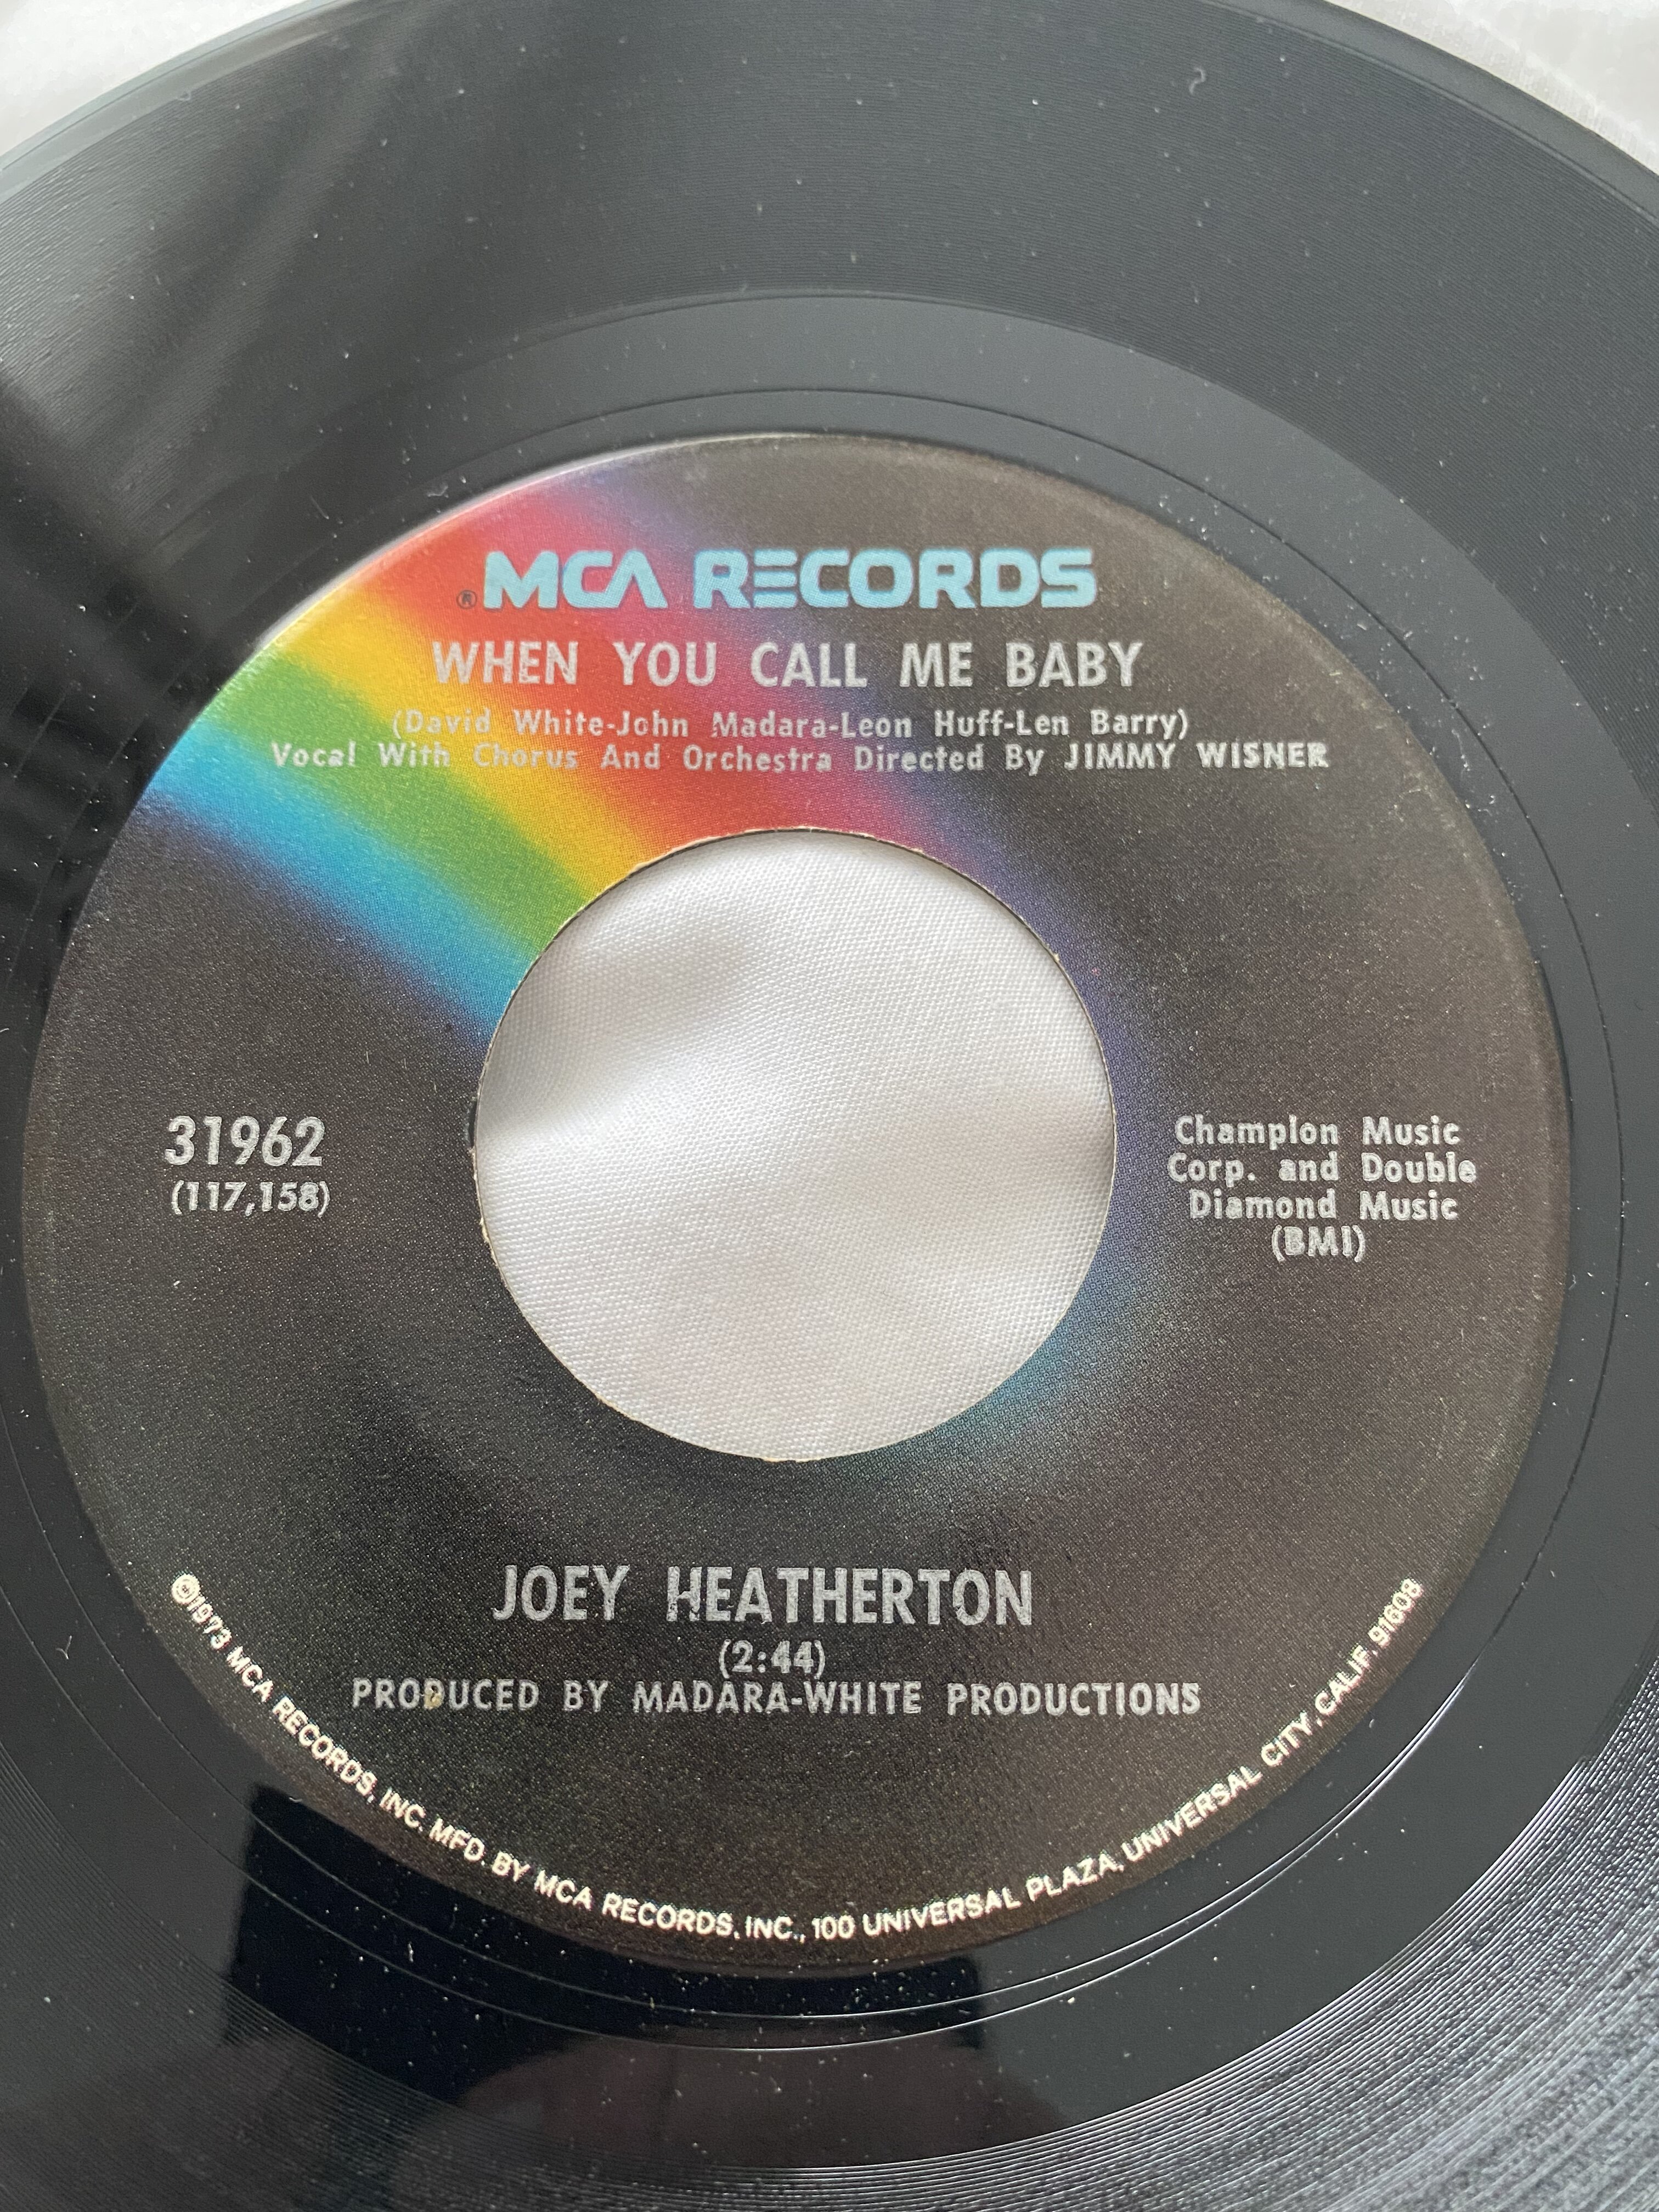 ® MCA RECORDS
WHEN YOU CALL ME BABY
(David White-John Madara-Leon Huff-Len Barry)
Vocal With Chorus And Orchestra Directed By JIMMY WISNER
31962
(117,158)
Champion Music
Corp. and Double
Diamond Music
(BMI)
JOEY HEATHERTON
(2:44)
PRODUCED BY MADARA-WHITE PRODUCTIONS
©1973 MCA RECORDS, INC. MFD. BY MCA RECORDS, INC., 100 UNIVERSAL PLAZA, UNIVERSAL CITY, CALIF. 91608